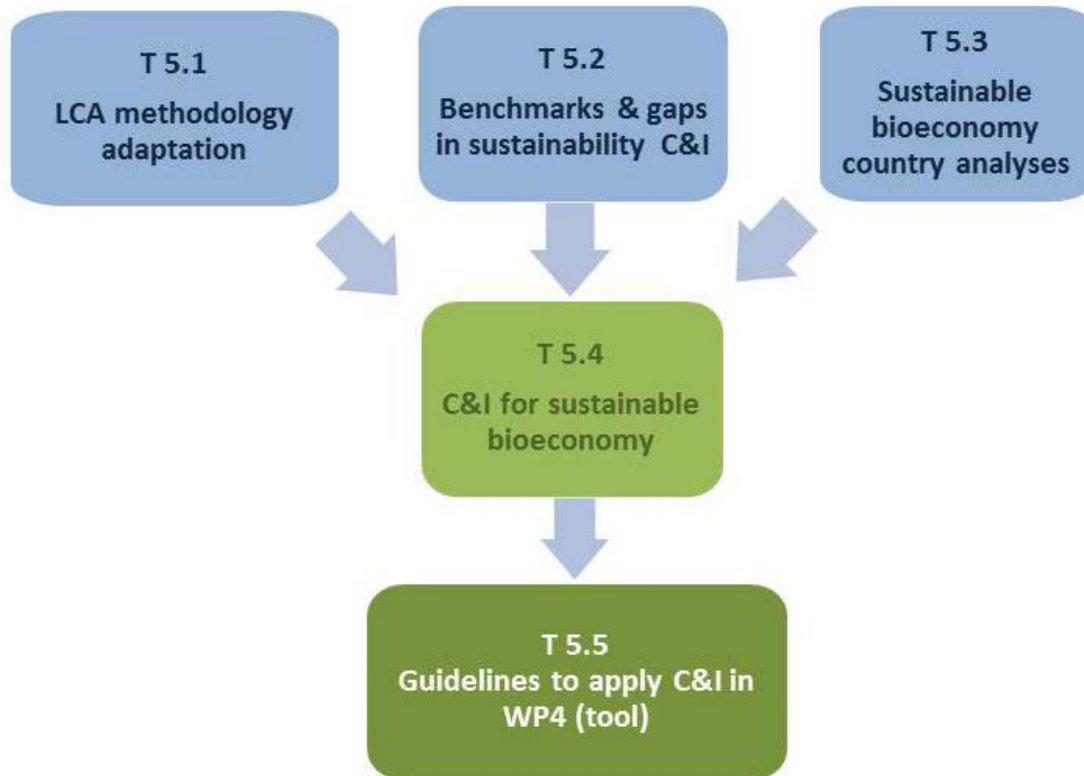 T 5.1
LCA methodology
adaptation
T 5.2
Benchmarks & gaps
in sustainability C&I
T 5.3
Sustainable
bioeconomy
country analyses
T 5.4
C&I for sustainable
bioeconomy
T 5.5
Guidelines to apply C&I in
WP4 (tool)